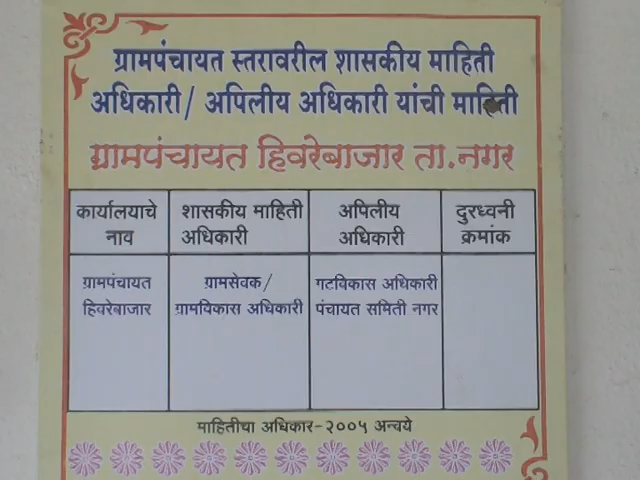 ग्रामपंचायत स्तरावरील शासकीय माहिती
अधिकारी/ अपिलीय अधिकारी यांची माहिती
ग्रामपंचायत हिवरेबाजार ता.नगर
कार्यालयाचे नाव
शासकीय माहिती अधिकारी
अपिलीय अधिकारी
दुरध्वनी क्रमांक
ग्रामपंचायत हिवरेबाजार
ग्रामसेवक/ ग्रामविकास अधिकारी
गटविकास अधिकारी पंचायत समिती नगर
माहितीचा अधिकार-२००५ अन्वये